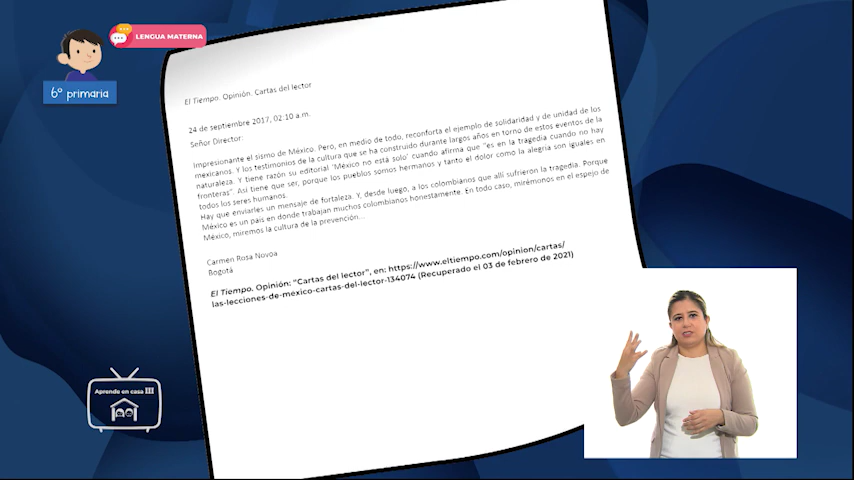 LENGUA MATERNA
6º primaria
El Tiempo. Opinión. Cartas del lector
24 de septiembre 2017, 02:10 a.m.
Señor Director:
Impresionante el sismo de México. Pero, en medio de todo, reconforta el ejemplo de solidaridad y de unidad de los
mexicanos. Y los testimonios de la cultura que se ha construido durante largos años en torno de estos eventos de la
naturaleza. Y tiene razón su editorial 'México no está solo' cuando afirma que "es en la tragedia cuando no hay
fronteras". Así tiene que ser, porque los pueblos somos hermanos y tanto el dolor como la alegría son iguales en
todos los seres humanos.
Hay que enviarles un mensaje de fortaleza. Y, desde luego, a los colombianos que allí sufrieron la tragedia. Porque
México es un país en donde trabajan muchos colombianos honestamente. En todo caso, mirémonos en el espejo de
México, miremos la cultura de la prevención...
Carmen Rosa Novoa
Bogotá
El Tiempo. Opinión: "Cartas del lector", en: https://www.eltiempo.com/opinion/cartas/
las-lecciones-de-mexico-cartas-del-lector-134074 (Recuperado el 03 de febrero de 2021)
Aprende en casa III